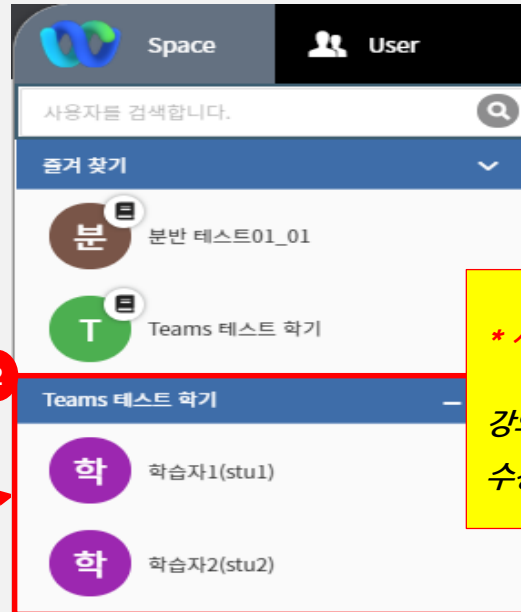 Space
User
사용자를 검색합니다.
즐겨 찾기
분
분반 테스트01_01
T
Teams 테스트 학기
Teams 테스트 학기
학
학습자1(stu1)
학
학습자2(stu2)
*
강의